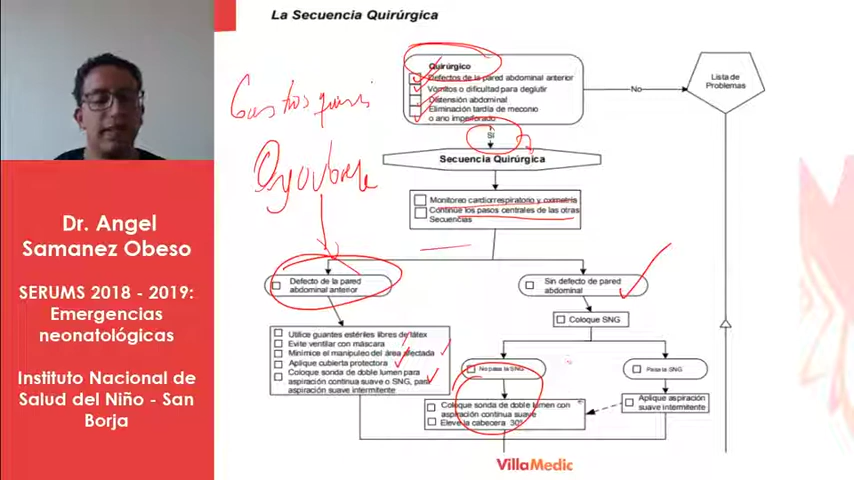 La Secuencia Quirúrgica
Quirúrgico
Defectos de la pared abdominal anterior
Vómitos o dificultad para deglutir
Distensión abdominal
Eliminación tardía de meconio
o ano imperforado
No
Lista de
Problemas
Si
Secuencia Quirúrgica
Monitoreo cardiorrespiratorio y oximetría
Continue los pasos centrales de las otras
Secuencias
Defecto de la pared
abdominal anterior
Sin defecto de pared
abdominal
Coloque SNG
Utilice guantes estériles libres de látex
Evite ventilar con máscara
Minimice el manipuleo del área afectada
Aplique cubierta protectora
Coloque sonda de doble lumen para
aspiración continua suave o SNG, para
aspiración suave intermitente
No pasa la SNG
Pasa la SNG
Coloque sonda de doble lumen con
aspiración continua suave
Eleve la cabecera 30°
Aplique aspiración
suave intermitente
Dr. Angel
Samanez Obeso
SERUMS 2018 - 2019:
Emergencias
neonatológicas
Instituto Nacional de
Salud del Niño - San
Borja
VillaMedic